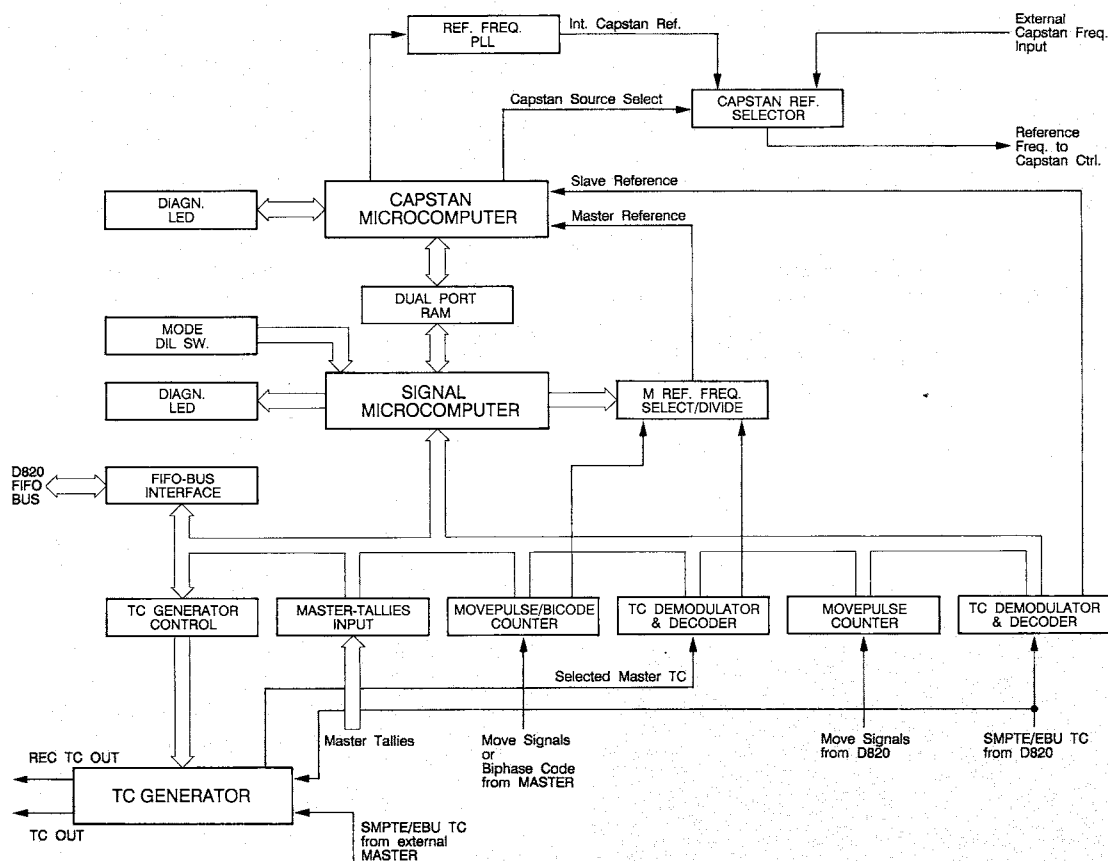 REF. FREQ.
PLL
Int. Capstan Ref.
External
Capstan Freq.
Input
Capstan Source Select
CAPSTAN REF.
SELECTOR
Reference
Freq. to
Capstan Ctrl.
DIAGN.
LED
CAPSTAN
MICROCOMPUTER
Slave Reference
Master Reference
DUAL PORT
RAM
MODE
DIL SW.
DIAGN.
LED
SIGNAL
MICROCOMPUTER
M REF. FREQ.
SELECT/DIVIDE
D820
FIFO
BUS
FIFO-BUS
INTERFACE
TC GENERATOR
CONTROL
MASTER-TALLIES
INPUT
MOVEPULSE/BICODE
COUNTER
TC DEMODULATOR
& DECODER
MOVEPULSE
COUNTER
TC DEMODULATOR
& DECODER
Selected Master TC
Master Tallies
Move Signals
or
Biphase Code
from MASTER
Move Signals
from D820
SMPTE/EBU TC
from D820
REC TC OUT
TC GENERATOR
TC OUT
SMPTE/EBU TC
from external
MASTER